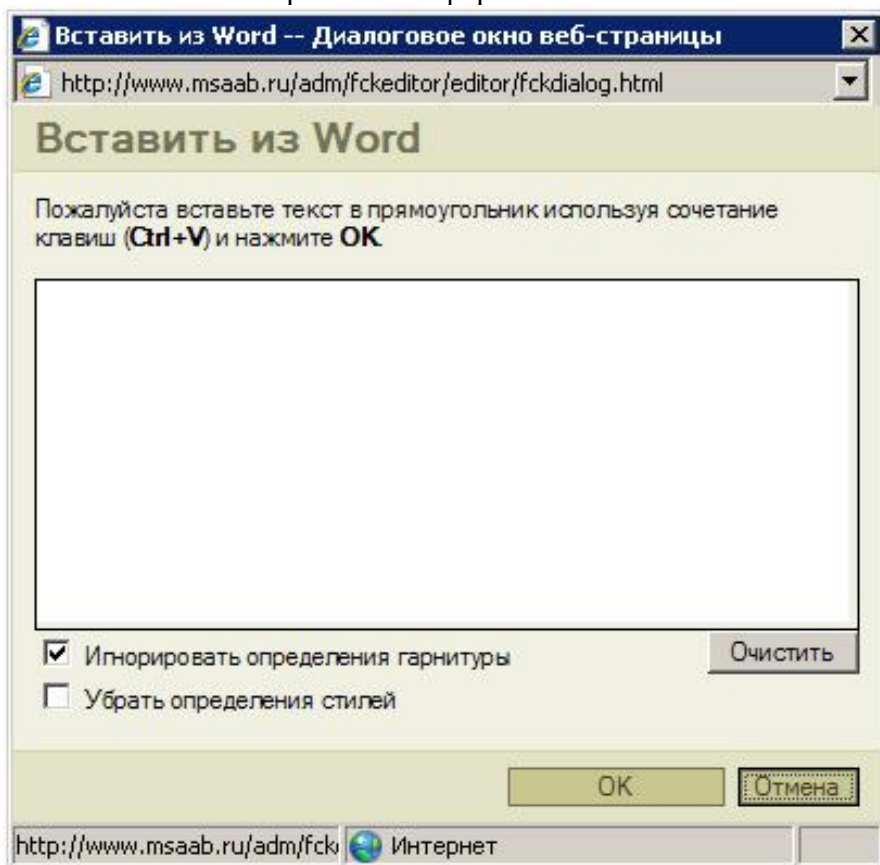 Вставить из Word -- Диалоговое окно веб-страницы
http://www.msaab.ru/adm/fckeditor/editor/fckdialog.html
Вставить из Word
Пожалуйста вставьте текст в прямоугольник используя сочетание
клавиш (Ctrl+V) и нажмите OK.
Игнорировать определения гарнитуры
Очистить
Убрать определения стилей
OK
Отмена
http://www.msaab.ru/adm/fck
Интернет